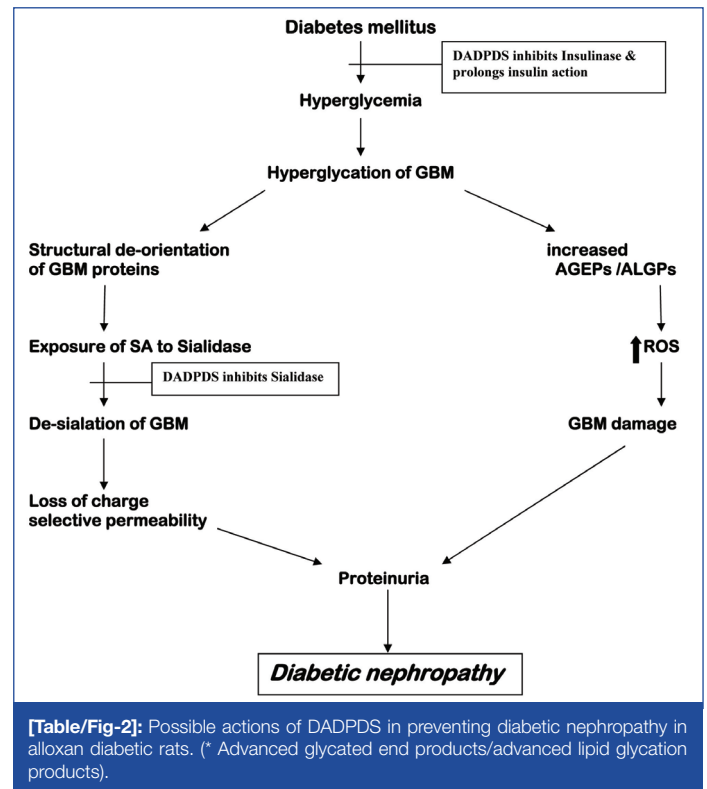 Diabetes mellitus
DADPDS inhibits Insulinase &
prolongs insulin action
Hyperglycemia
Hyperglycation of GBM
Structural de-orientation
of GBM proteins
increased
AGEPs /ALGPs
Exposure of SA to Sialidase
ROS
DADPDS inhibits Sialidase
De-sialation of GBM
GBM damage
Loss of charge
selective permeability
Proteinuria
Diabetic nephropathy
[Table/Fig-2]: Possible actions of DADPDS in preventing diabetic nephropathy in
alloxan diabetic rats. (* Advanced glycated end products/advanced lipid glycation
products).